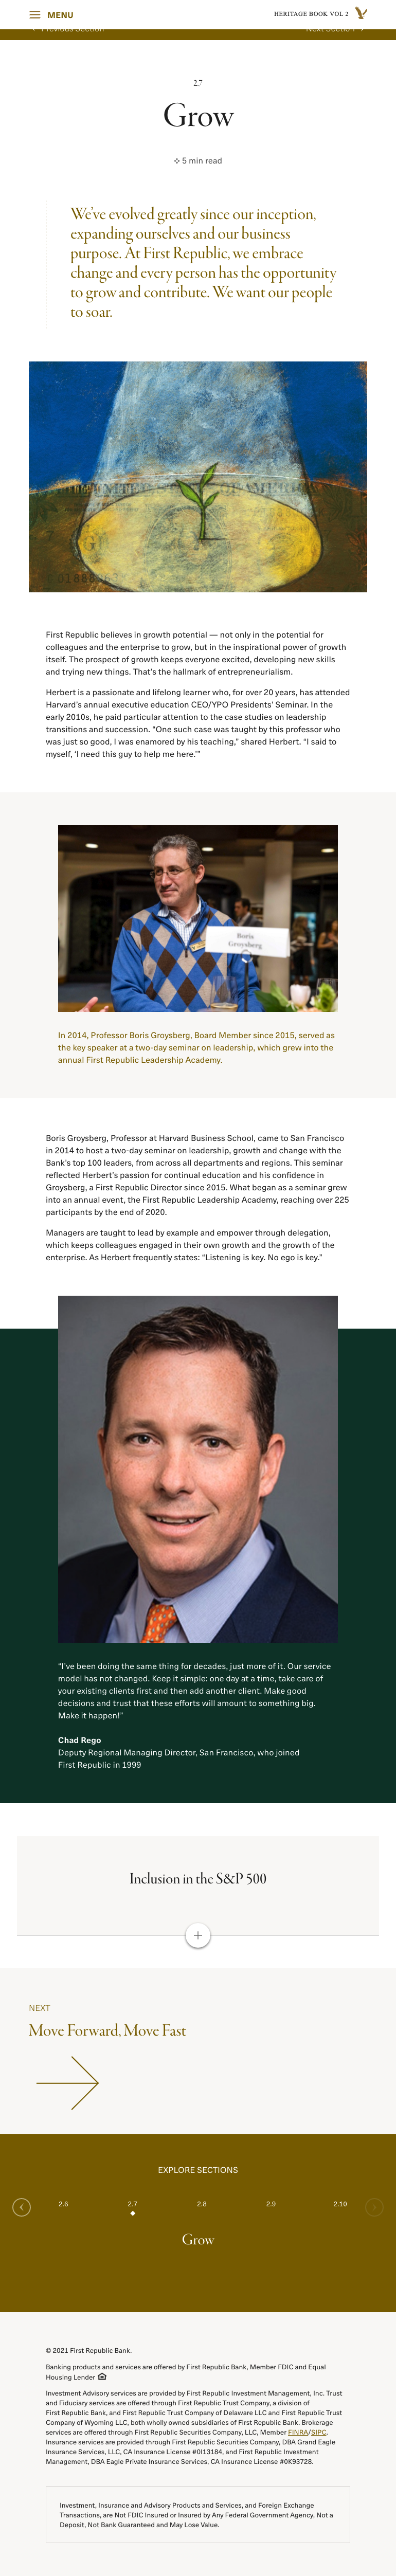 MENU
HERITAGE BOOK VOL 2
Previous Section
Next Section
2.7
Grow
5 min read
We’ve evolved greatly since our inception,
expanding ourselves and our business
purpose. At First Republic, we embrace
change and every person has the opportunity
to grow and contribute. We want our people
to soar.
First Republic believes in growth potential — not only in the potential for
colleagues and the enterprise to grow, but in the inspirational power of growth
itself. The prospect of growth keeps everyone excited, developing new skills
and trying new things. That’s the hallmark of entrepreneurialism.
Herbert is a passionate and lifelong learner who, for over 20 years, has attended
Harvard’s annual executive education CEO/YPO Presidents’ Seminar. In the
early 2010s, he paid particular attention to the case studies on leadership
transitions and succession. “One such case was taught by this professor who
was just so good, I was enamored by his teaching,” shared Herbert. “I said to
myself, ‘I need this guy to help me here.’”
Boris
Groysberg
In 2014, Professor Boris Groysberg, Board Member since 2015, served as
the key speaker at a two-day seminar on leadership, which grew into the
annual First Republic Leadership Academy.
Boris Groysberg, Professor at Harvard Business School, came to San Francisco
in 2014 to host a two-day seminar on leadership, growth and change with the
Bank’s top 100 leaders, from across all departments and regions. This seminar
reflected Herbert’s passion for continual education and his confidence in
Groysberg, a First Republic Director since 2015. What began as a seminar grew
into an annual event, the First Republic Leadership Academy, reaching over 225
participants by the end of 2020.
Managers are taught to lead by example and empower through delegation,
which keeps colleagues engaged in their own growth and the growth of the
enterprise. As Herbert frequently states: “Listening is key. No ego is key.”
“I’ve been doing the same thing for decades, just more of it. Our service
model has not changed. Keep it simple: one day at a time, take care of
your existing clients first and then add another client. Make good
decisions and trust that these efforts will amount to something big.
Make it happen!”
Chad Rego
Deputy Regional Managing Director, San Francisco, who joined
First Republic in 1999
Inclusion in the S&P 500
NEXT
Move Forward, Move Fast
EXPLORE SECTIONS
2.6
2.7
2.8
2.9
2.10
Grow
© 2021 First Republic Bank.
Banking products and services are offered by First Republic Bank, Member FDIC and Equal
Housing Lender
Investment Advisory services are provided by First Republic Investment Management, Inc. Trust
and Fiduciary services are offered through First Republic Trust Company, a division of
First Republic Bank, and First Republic Trust Company of Delaware LLC and First Republic Trust
Company of Wyoming LLC, both wholly owned subsidiaries of First Republic Bank. Brokerage
services are offered through First Republic Securities Company, LLC, Member FINRA/SIPC.
Insurance services are provided through First Republic Securities Company, DBA Grand Eagle
Insurance Services, LLC, CA Insurance License #0I13184, and First Republic Investment
Management, DBA Eagle Private Insurance Services, CA Insurance License #0K93728.
Investment, Insurance and Advisory Products and Services, and Foreign Exchange
Transactions, are Not FDIC Insured or Insured by Any Federal Government Agency, Not a
Deposit, Not Bank Guaranteed and May Lose Value.